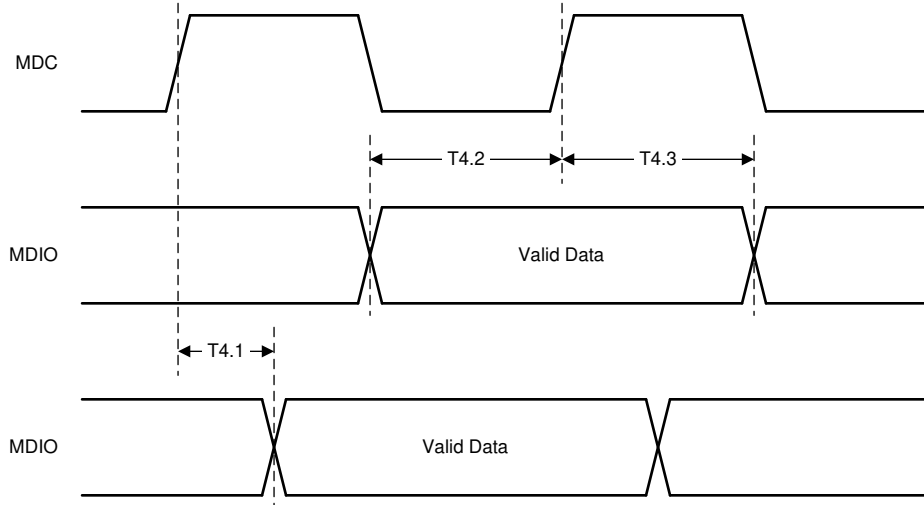 MDC
T4.2
T4.3
MDIO
Valid Data
T4.1
MDIO
Valid Data